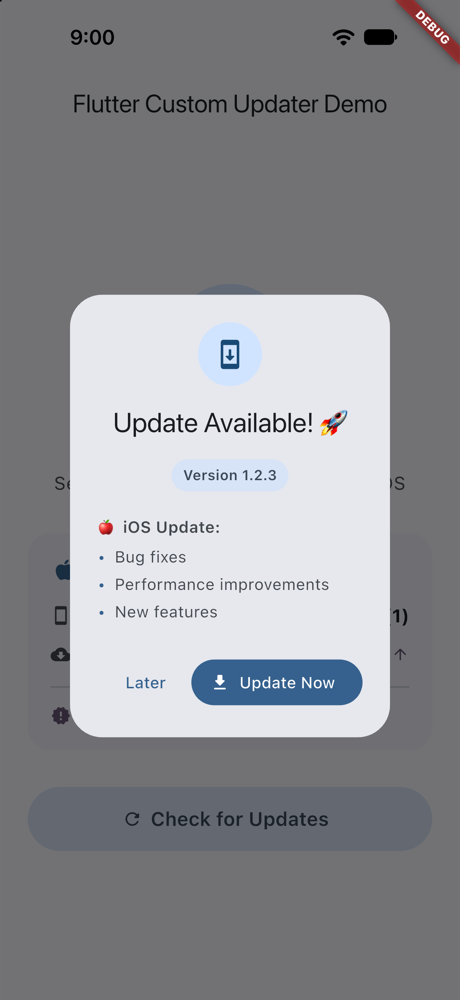 9:00
DEBUG
Flutter Custom Updater Demo
Update Available! 🚀
Version 1.2.3
🍎 iOS Update:
• Bug fixes
• Performance improvements
• New features
Later
Update Now
Check for Updates